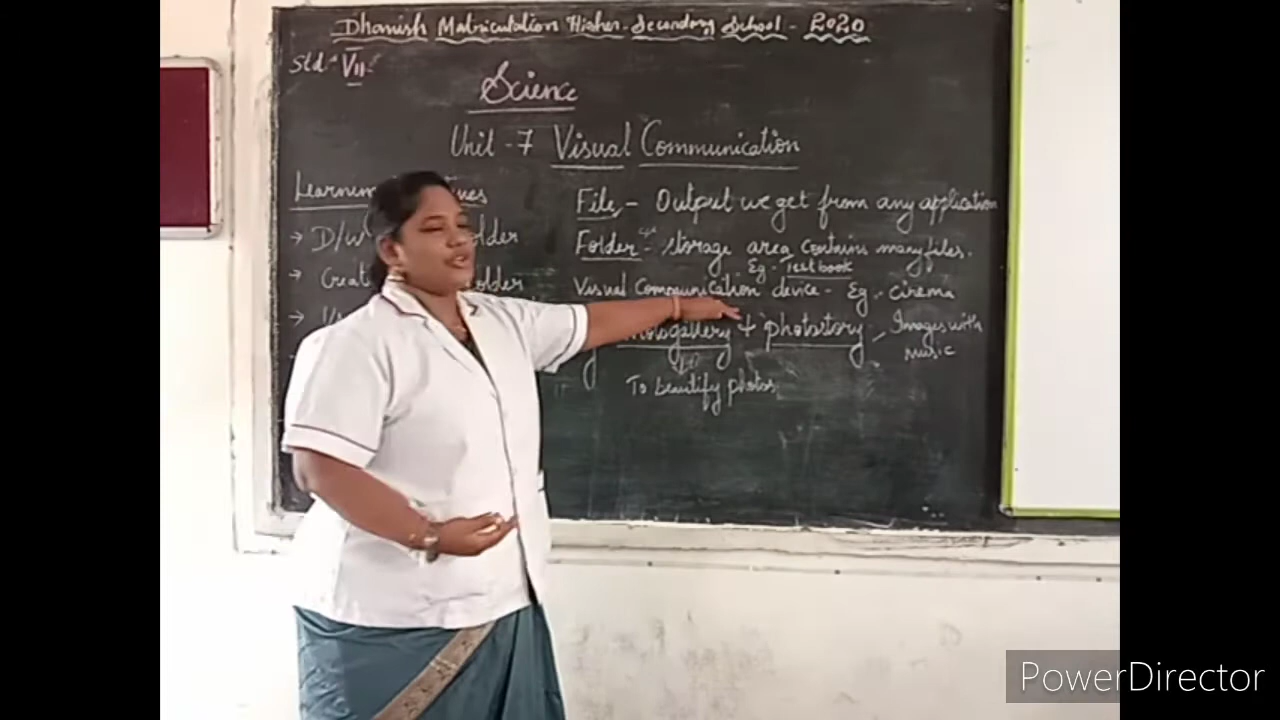 Dhanish Matriculation Higher Secondary School - 2020
Std - VII
Science
Unit - 7 Visual Communication
Learning
→ D/W
→ Creat
File - Output we get from any application
Folder - Storage area contains many files.
Eg - Text book
Visual Communication device - Eg - cinema
photostory - Images with
music
To beautify photos
PowerDirector